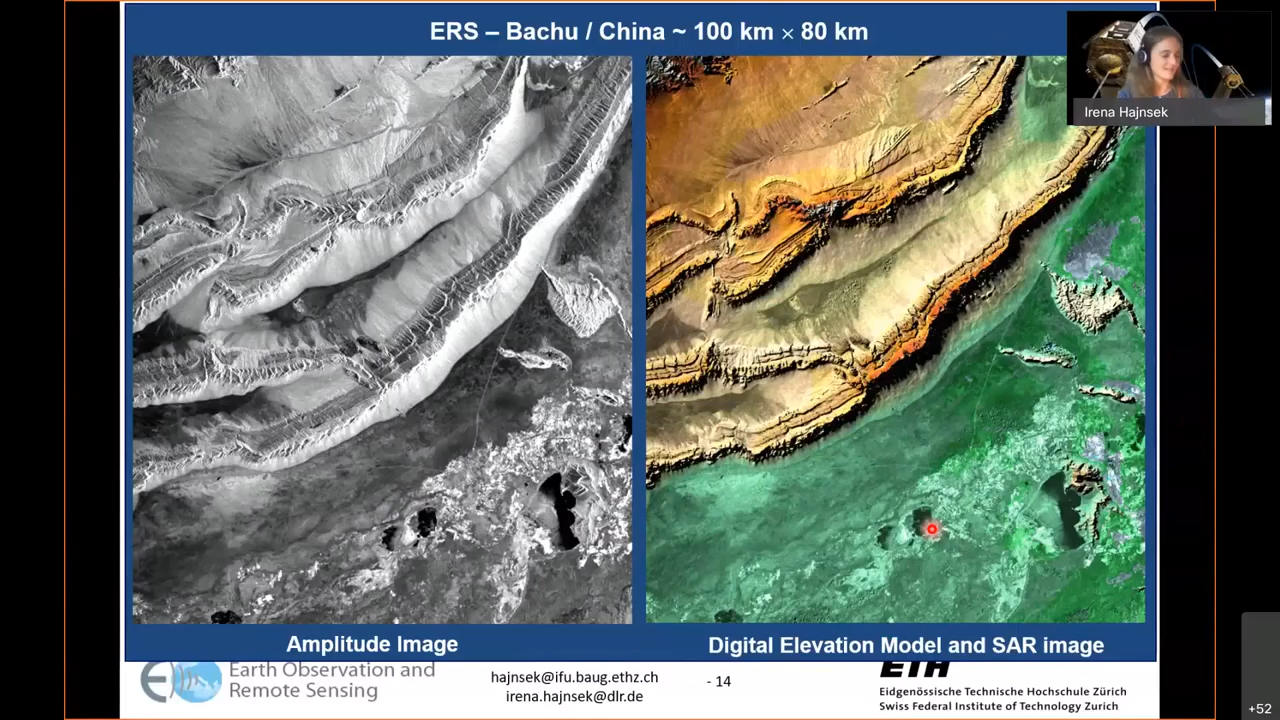 ERS – Bachu / China ~ 100 km × 80 km
Irena Hajnsek
Amplitude Image
Digital Elevation Model and SAR image
Earth Observation and
Remote Sensing
hajnsek@ifu.baug.ethz.ch
irena.hajnsek@dlr.de
- 14
ETH
Eidgenössische Technische Hochschule Zürich
Swiss Federal Institute of Technology Zurich
+52